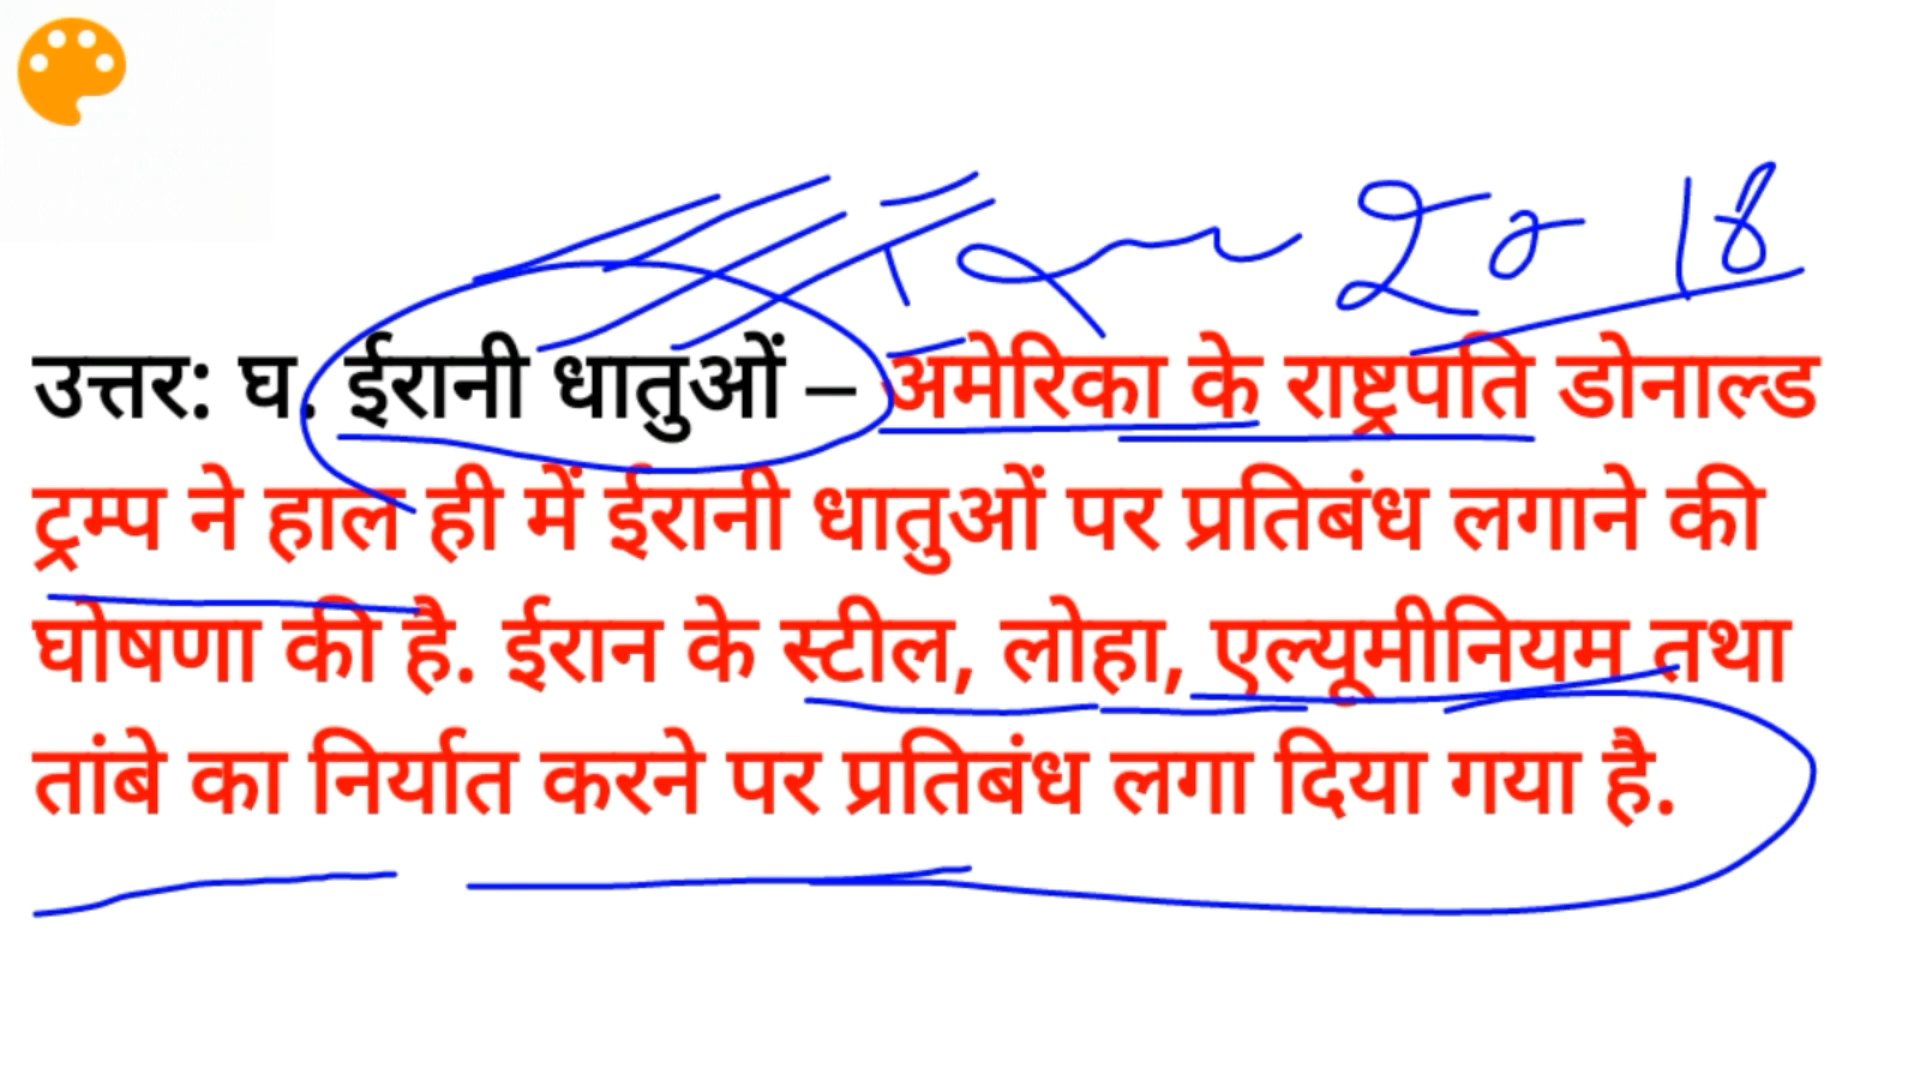 2018
उत्तर: घ. ईरानी धातुओं – अमेरिका के राष्ट्रपति डोनाल्ड
ट्रम्प ने हाल ही में ईरानी धातुओं पर प्रतिबंध लगाने की
घोषणा की है. ईरान के स्टील, लोहा, एल्यूमीनियम तथा
तांबे का निर्यात करने पर प्रतिबंध लगा दिया गया है.